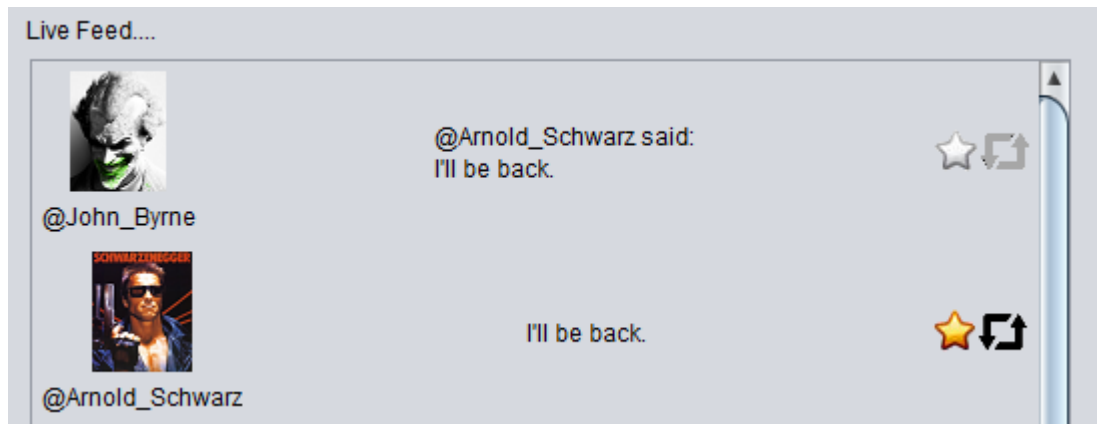 Live Feed....
@Arnold_Schwarz said:
I'll be back.
@John_Byrne
SCHWARZENEGGER
I'll be back.
@Arnold_Schwarz